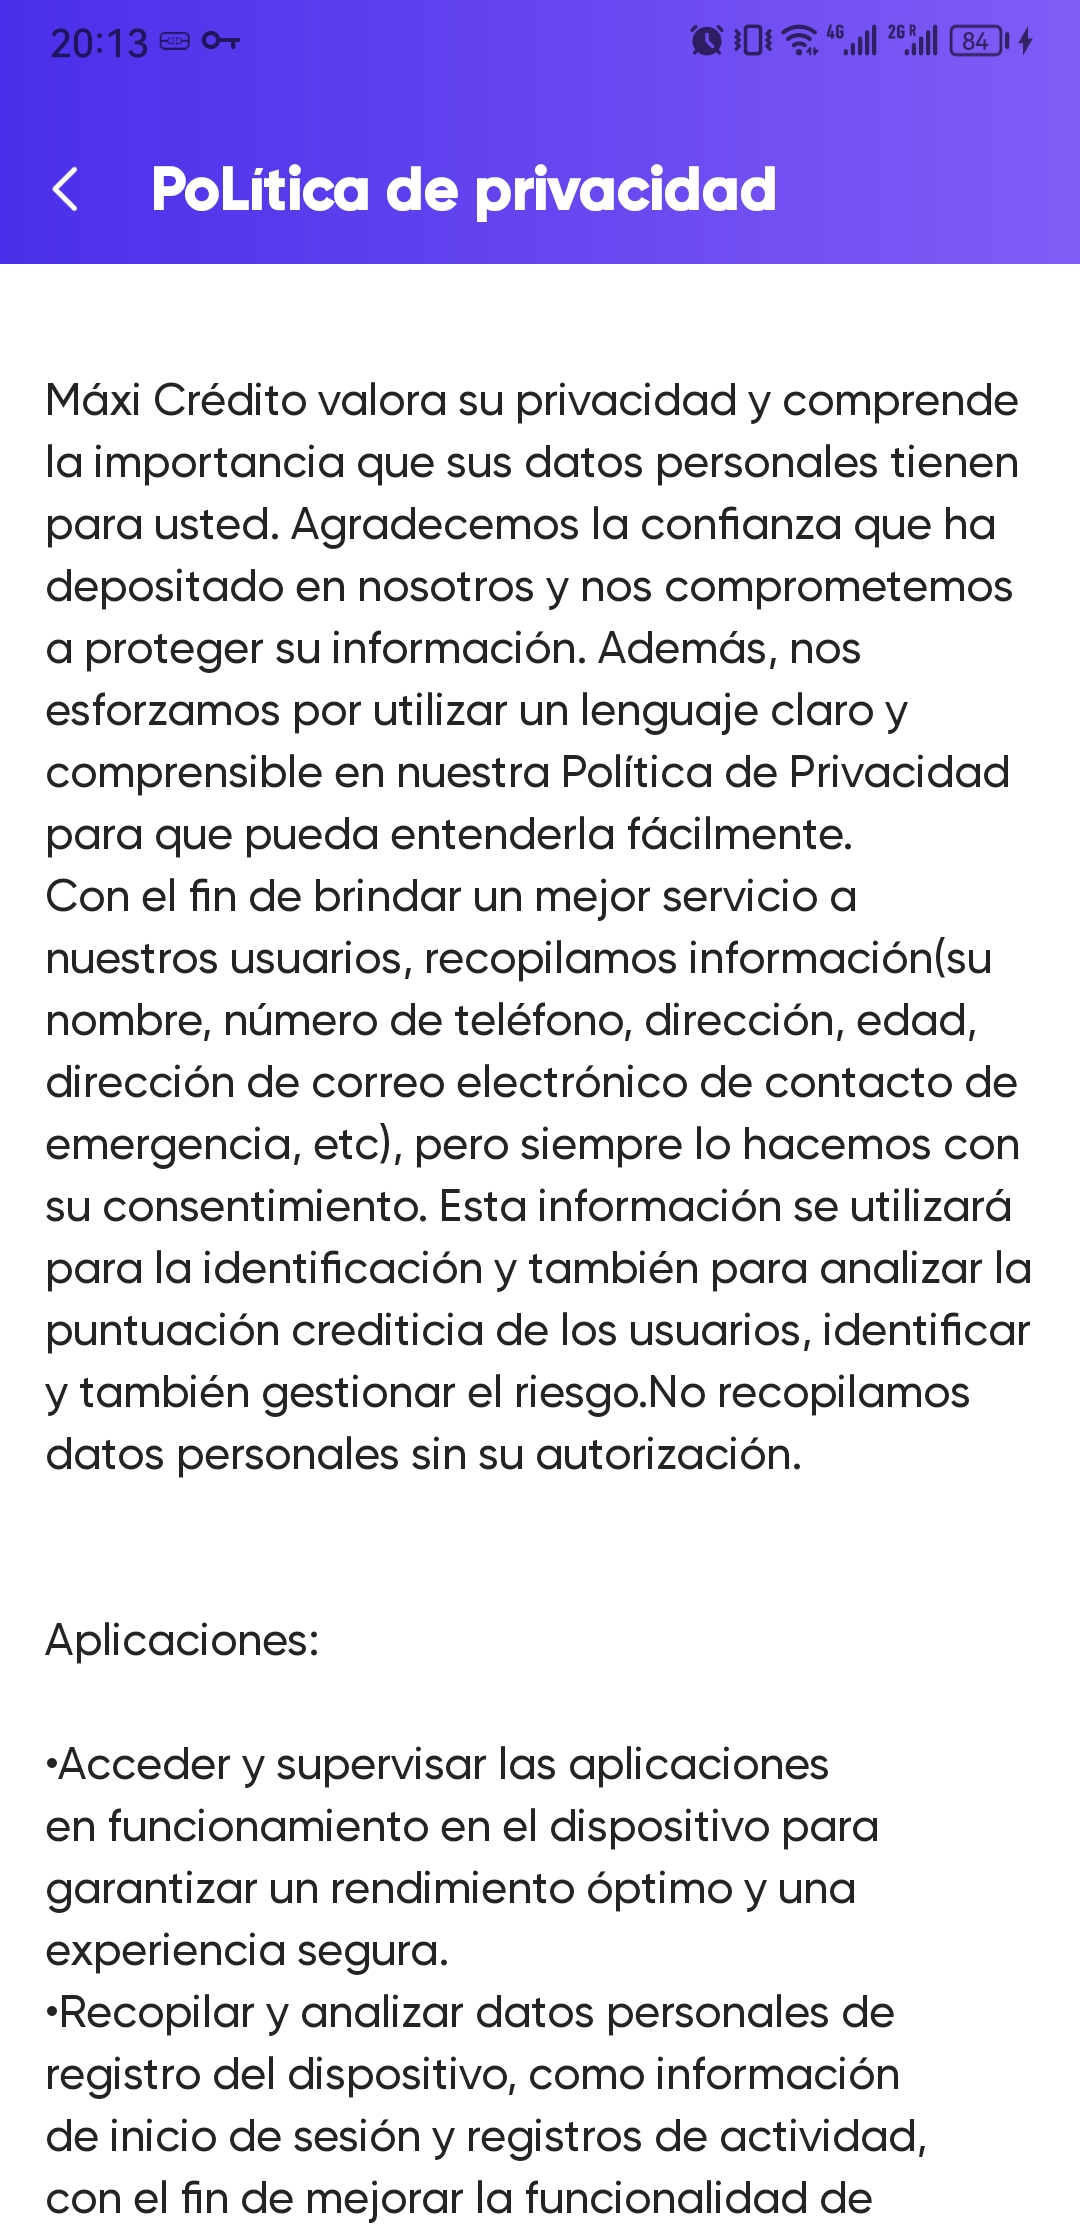 20:13
4G
2G R
84
PoLítica de privacidad
Máxi Crédito valora su privacidad y comprende
la importancia que sus datos personales tienen
para usted. Agradecemos la confianza que ha
depositado en nosotros y nos comprometemos
a proteger su información. Además, nos
esforzamos por utilizar un lenguaje claro y
comprensible en nuestra Política de Privacidad
para que pueda entenderla fácilmente.
Con el fin de brindar un mejor servicio a
nuestros usuarios, recopilamos información(su
nombre, número de teléfono, dirección, edad,
dirección de correo electrónico de contacto de
emergencia, etc), pero siempre lo hacemos con
su consentimiento. Esta información se utilizará
para la identificación y también para analizar la
puntuación crediticia de los usuarios, identificar
y también gestionar el riesgo.No recopilamos
datos personales sin su autorización.
Aplicaciones:
•Acceder y supervisar las aplicaciones
en funcionamiento en el dispositivo para
garantizar un rendimiento óptimo y una
experiencia segura.
•Recopilar y analizar datos personales de
registro del dispositivo, como información
de inicio de sesión y registros de actividad,
con el fin de mejorar la funcionalidad de